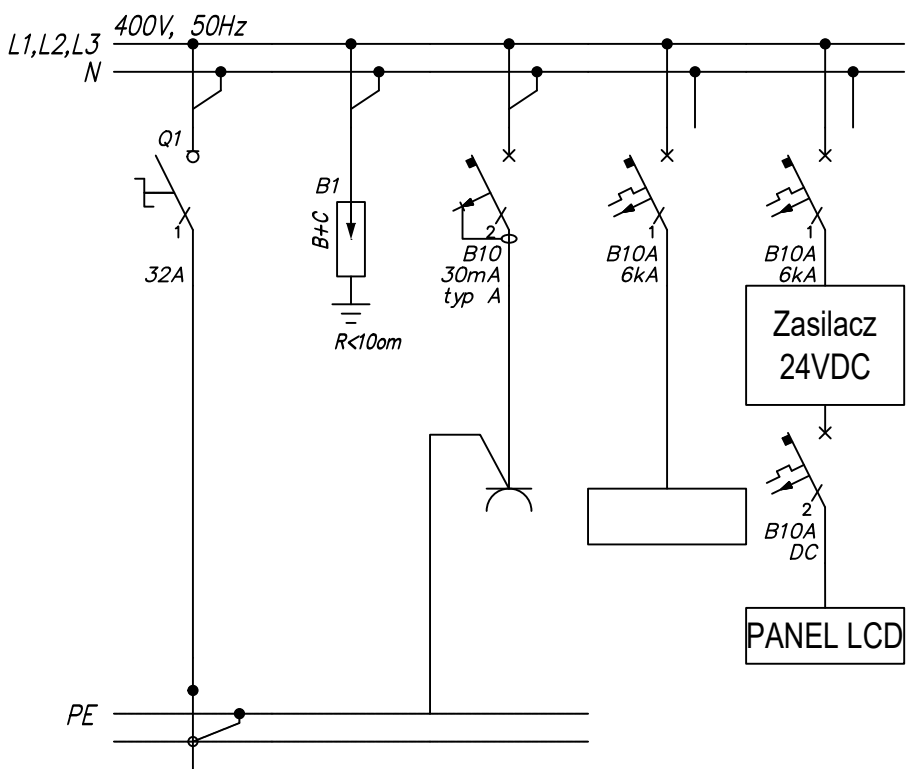 400V, 50Hz
L1,L2,L3
N
Q1
1
32A
B1
B+C
R<10om
2
B10
30mA
typ A
1
B10A
6kA
1
B10A
6kA
Zasilacz
24VDC
2
B10A
DC
PANEL LCD
PE